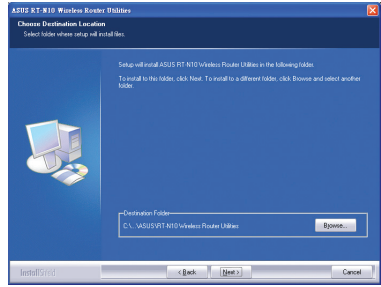 ASUS RT-N10 Wireless Router Utilities
Choose Destination Location
Select folder where setup will install files.
Setup will install ASUS RT-N10 Wireless Router Utilities in the following folder.
To install to this folder, click Next. To install to a different folder, click Browse and select another
folder.
Destination Folder
C:\...\ASUS\RT-N10 Wireless Router Utilities
Browse...
InstallShield
< Back
Next >
Cancel